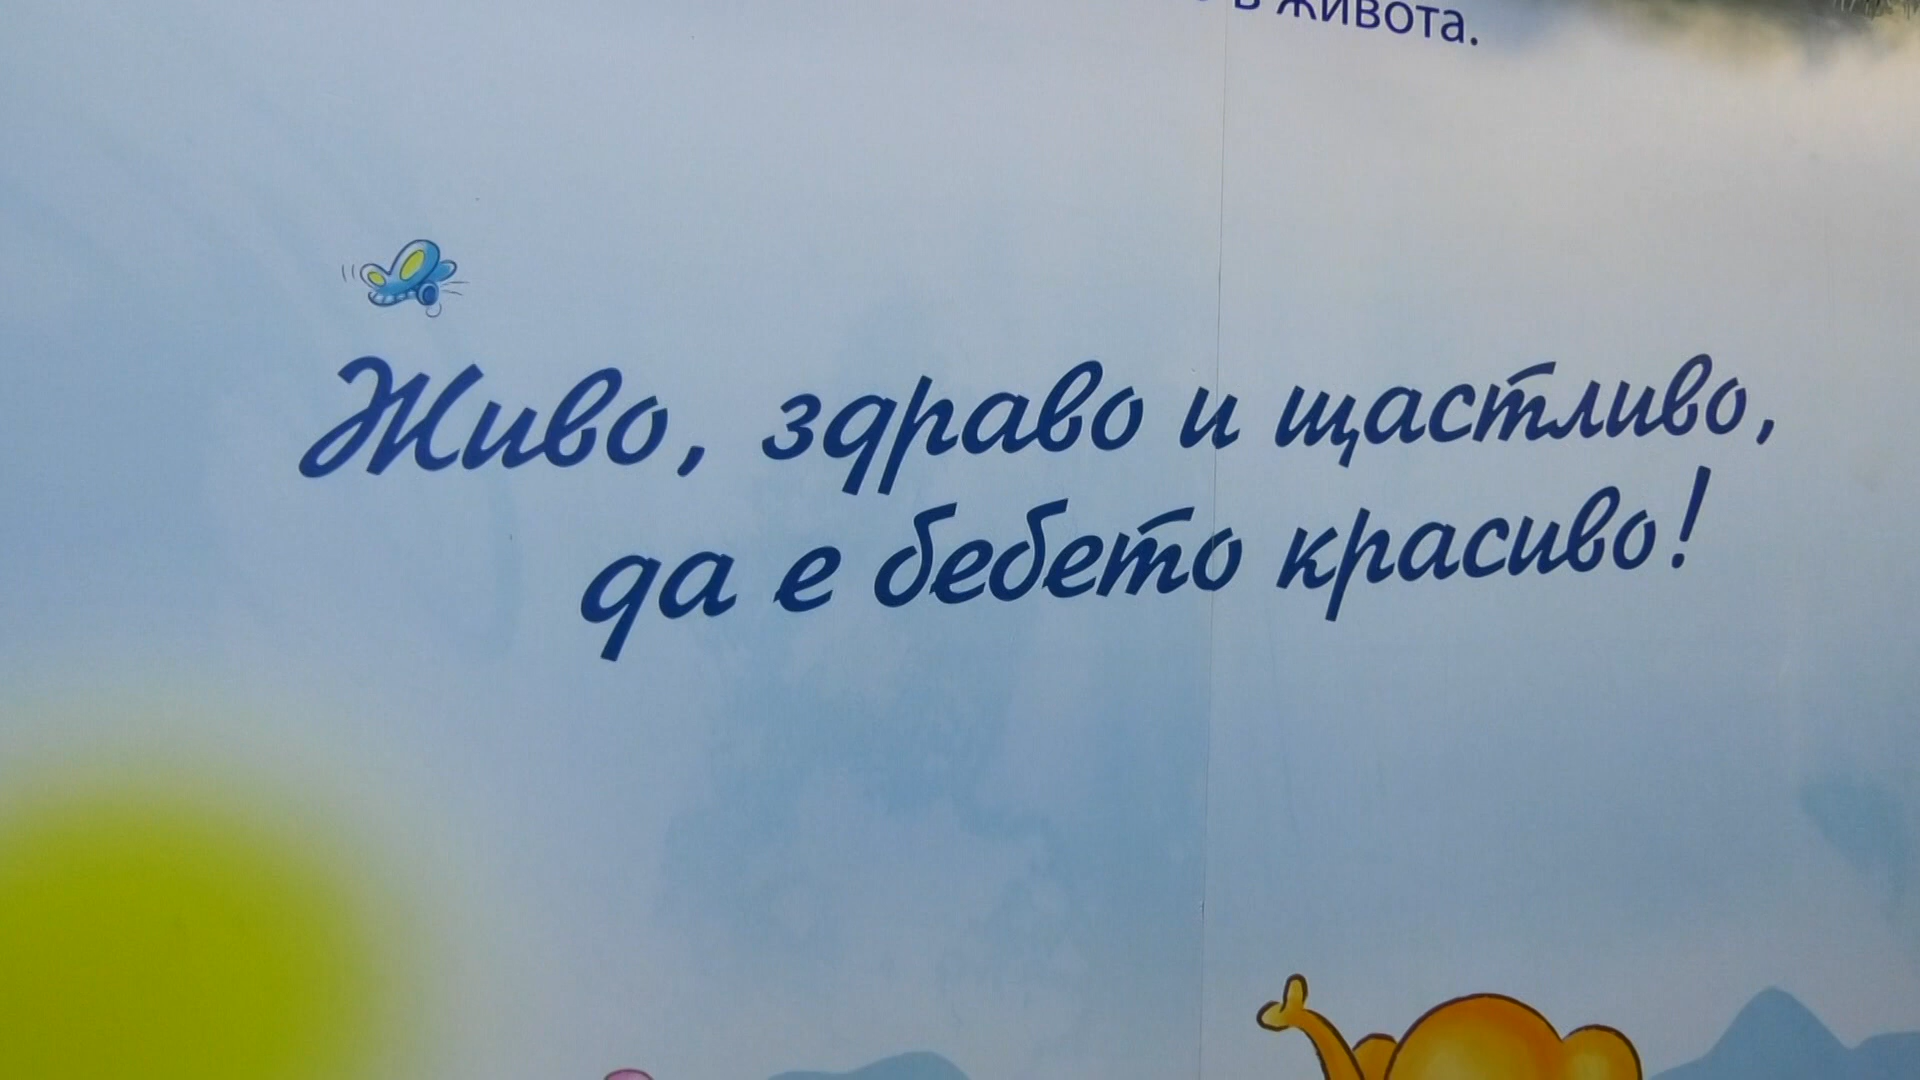 в живота.
Живо, здраво и щастливо,
да е бебето красиво!